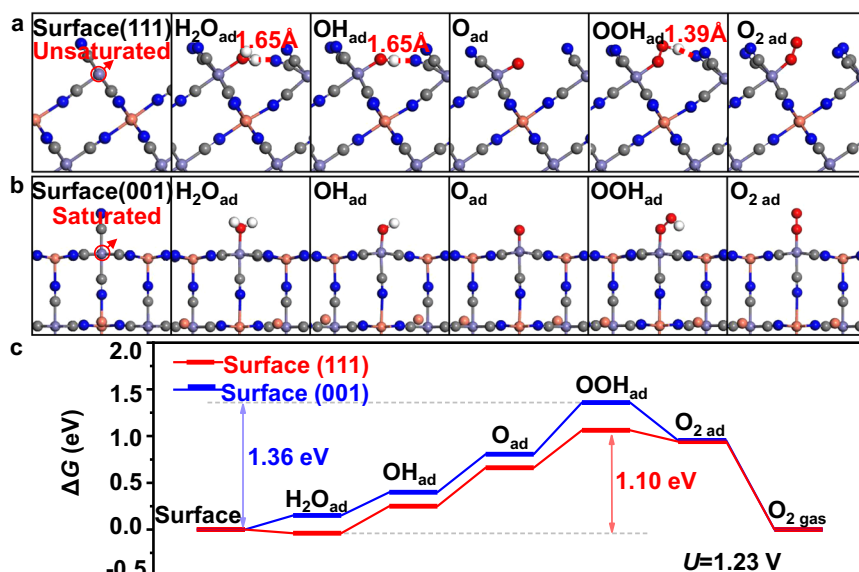 a
Surface(111)
Unsaturated
H₂Oad
1.65Å
OHad
1.65Å
Oad
OOHad
1.39Å
O₂ ad
b
Surface(001)
Saturated
H₂Oad
OHad
Oad
OOHad
O₂ ad
c
Surface (111)
Surface (001)
ΔG (eV)
2.0
1.5
1.0
0.5
0.0
-0.5
1.36 eV
1.10 eV
Surface
H₂Oad
OHad
Oad
OOHad
O₂ ad
O₂ gas
U=1.23 V